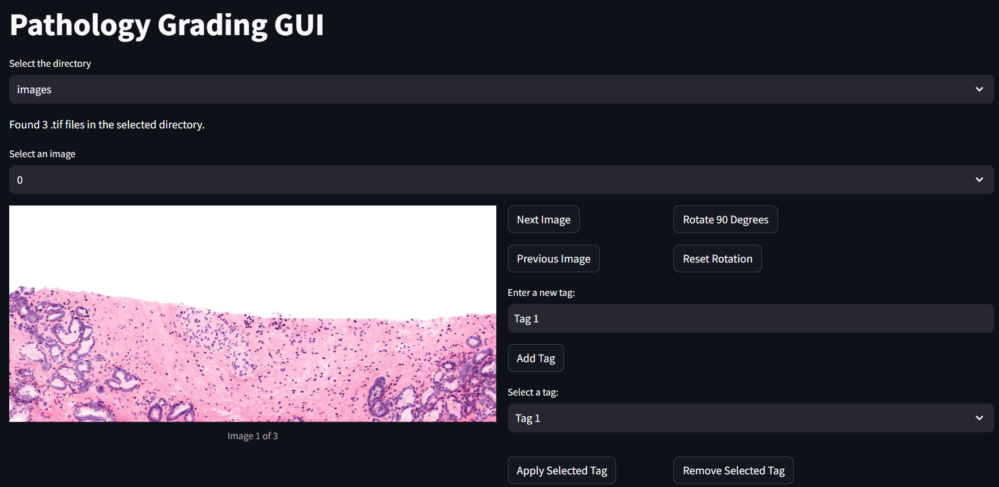 Pathology Grading GUI
Select the directory
images
Found 3 .tif files in the selected directory.
Select an image
0
Next Image
Rotate 90 Degrees
Previous Image
Reset Rotation
Enter a new tag:
Tag 1
Add Tag
Select a tag:
Tag 1
Image 1 of 3
Apply Selected Tag
Remove Selected Tag